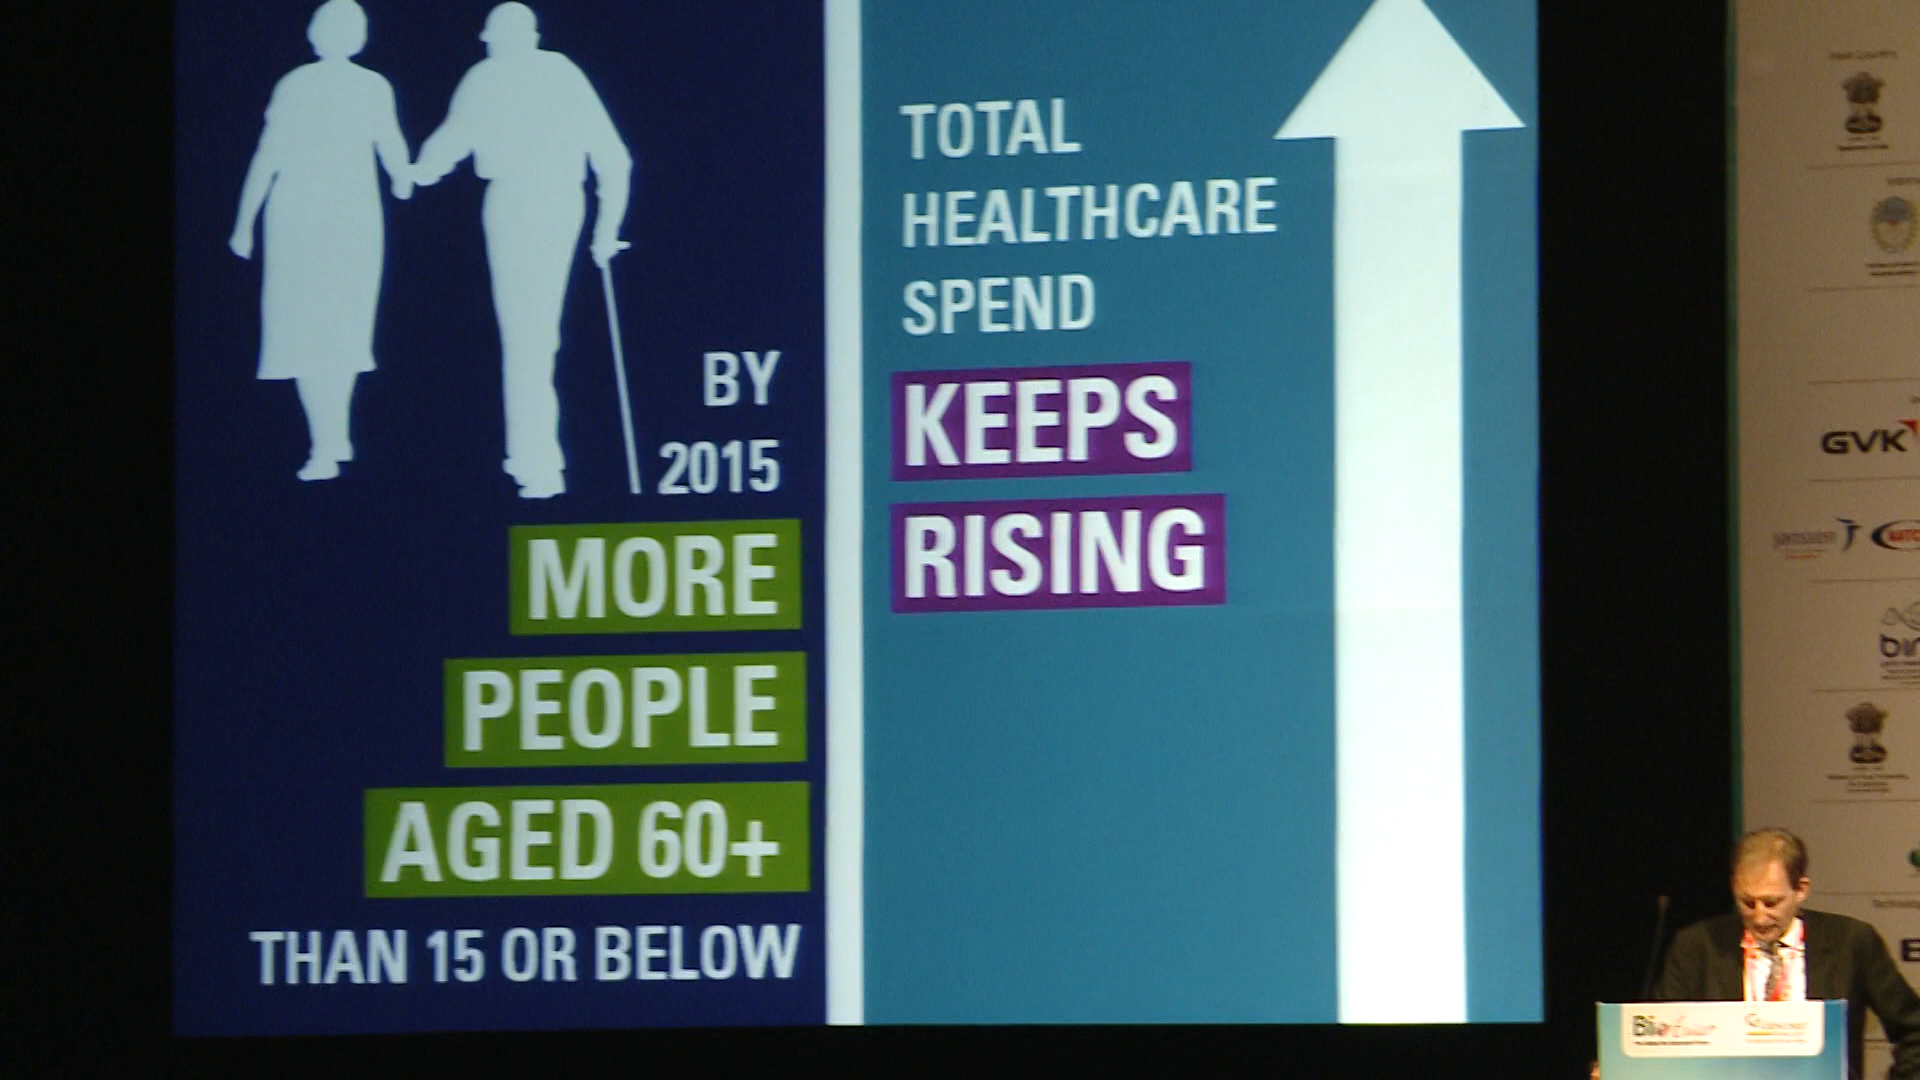 BY
2015
MORE
PEOPLE
AGED 60+
THAN 15 OR BELOW
TOTAL
HEALTHCARE
SPEND
KEEPS
RISING
GVK